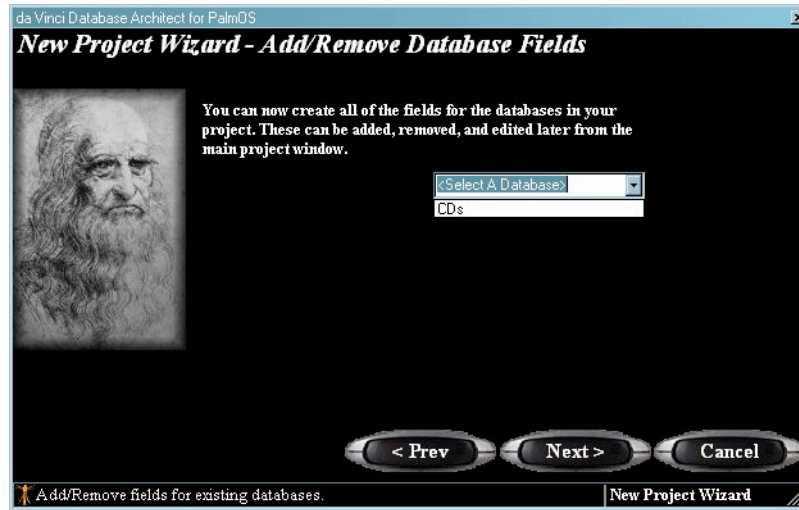 da Vinci Database Architect for PalmOS
New Project Wizard - Add/Remove Database Fields
You can now create all of the fields for the databases in your
project. These can be added, removed, and edited later from the
main project window.
<Select A Database>
CDs
< Prev
Next >
Cancel
Add/Remove fields for existing databases.
New Project Wizard